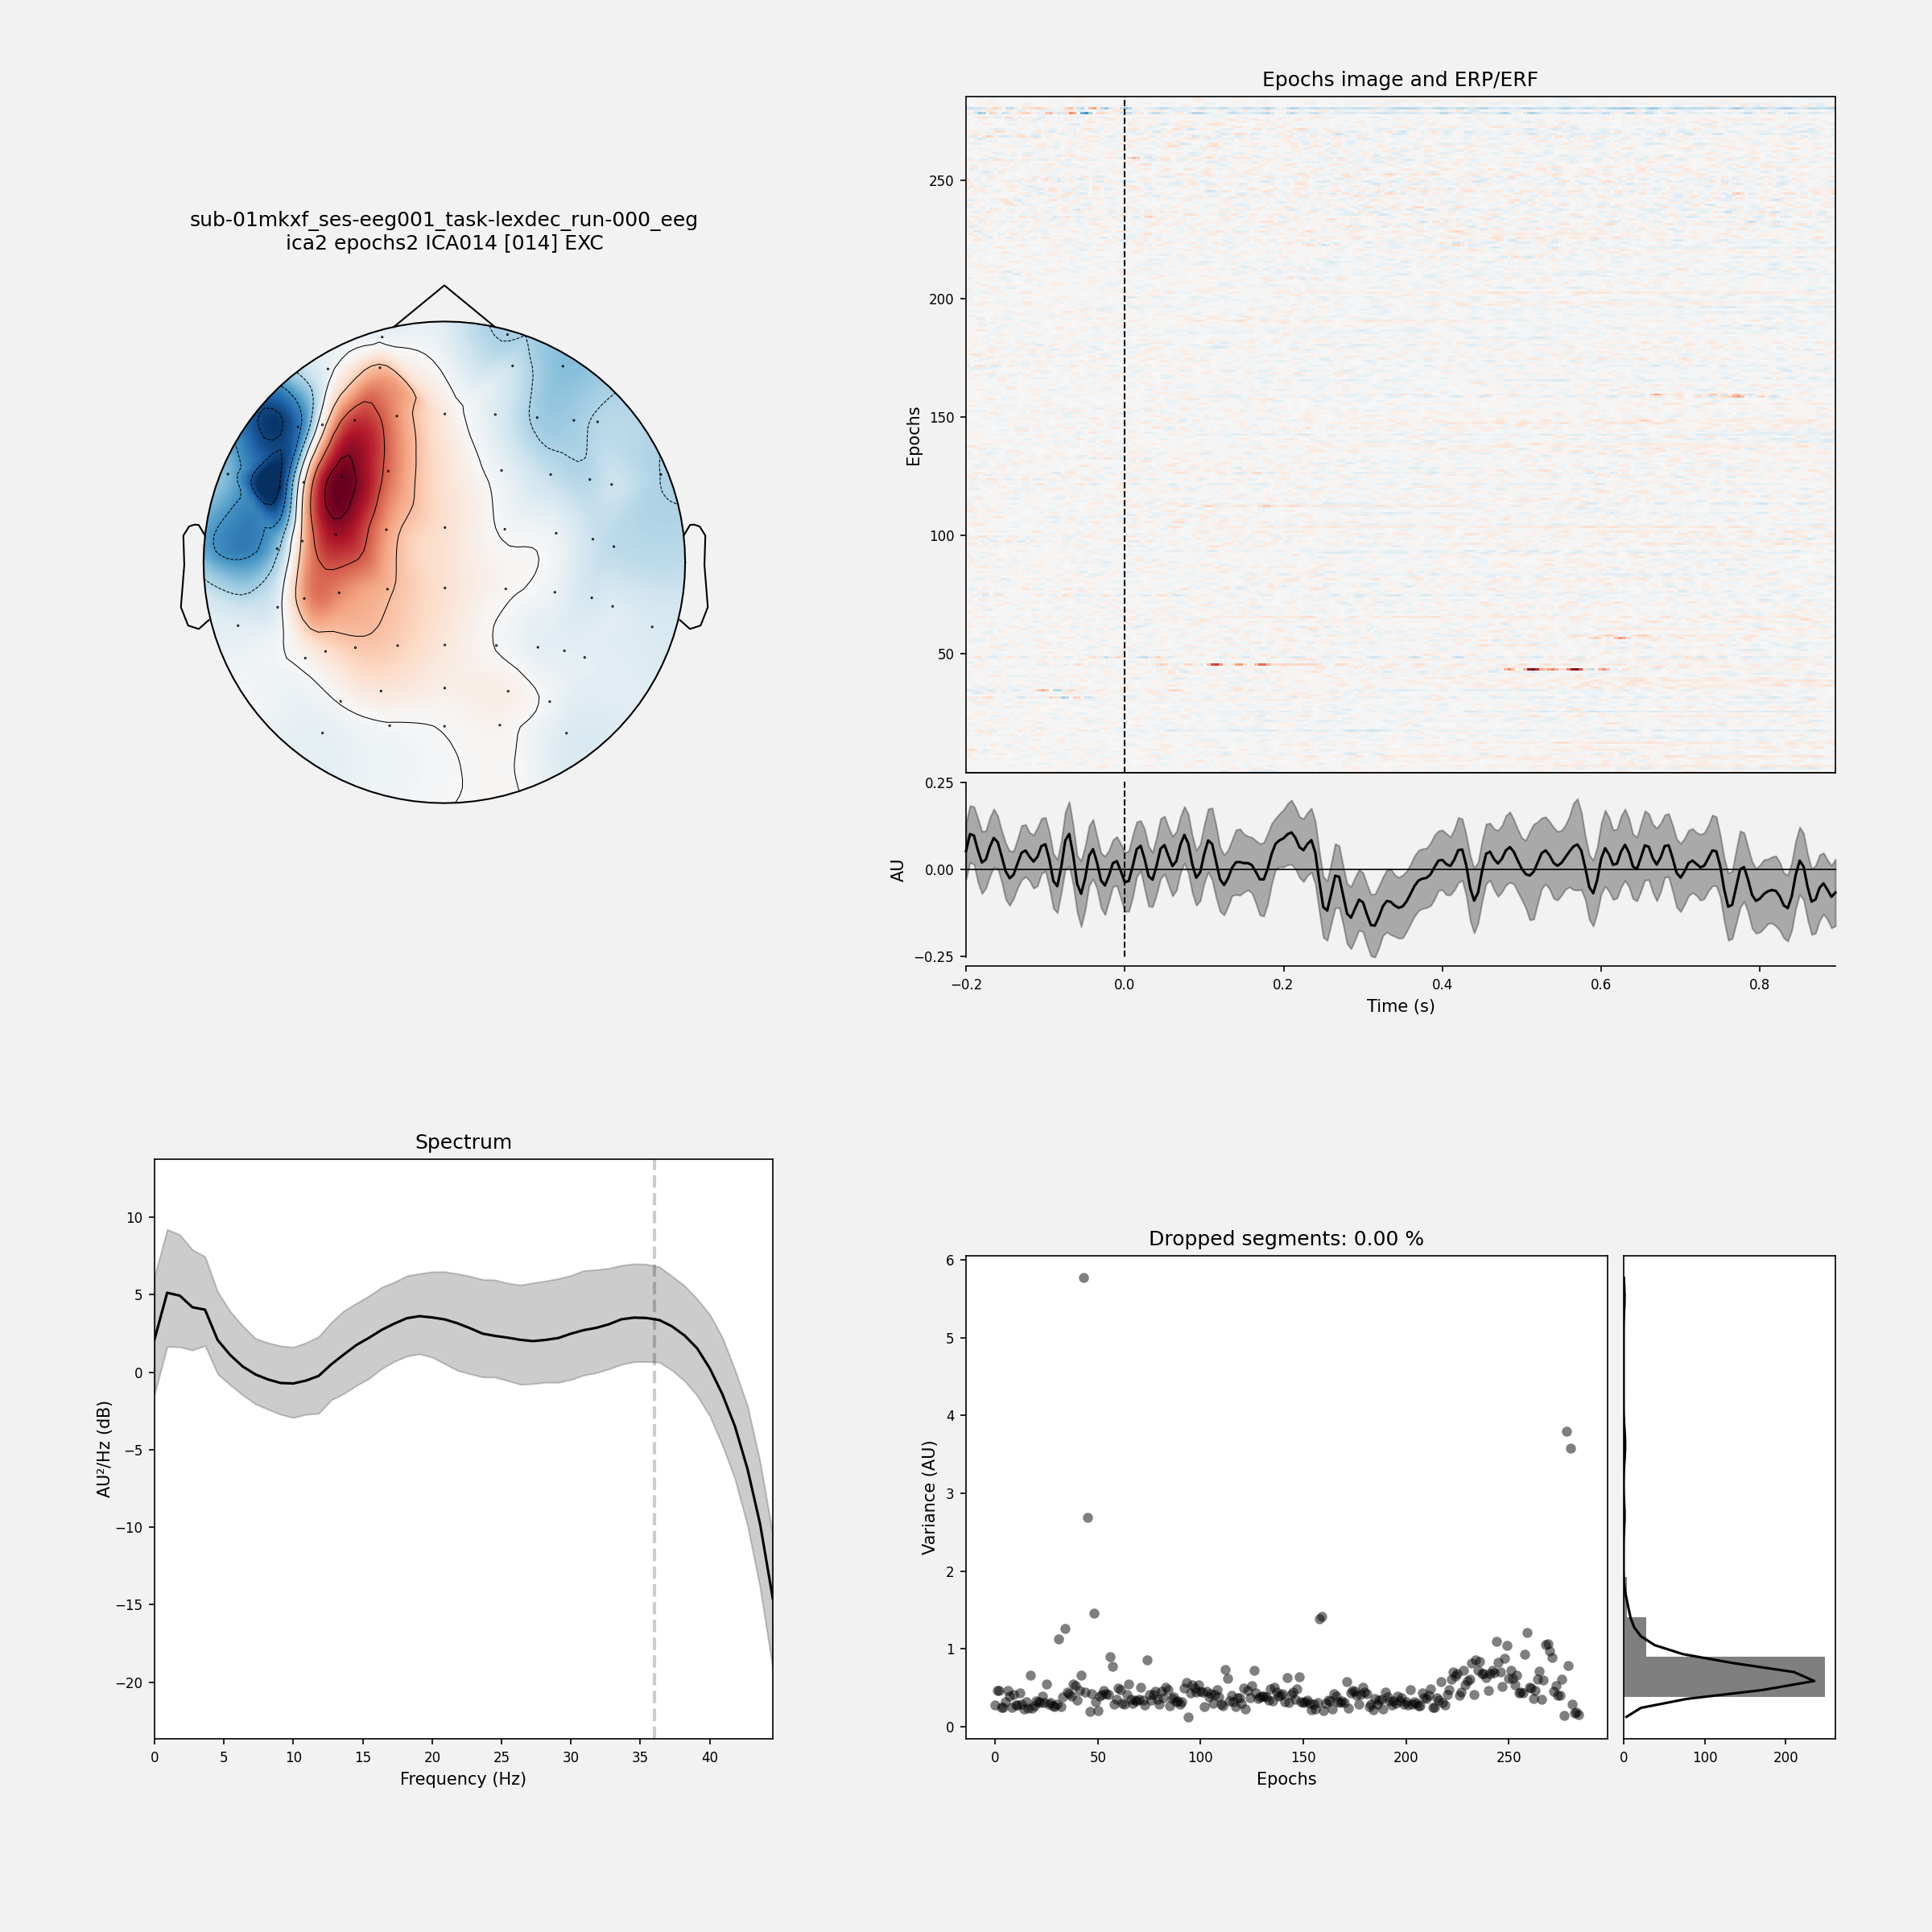 sub-01mkxf_ses-eeg001_task-lexdec_run-000_eeg
ica2 epochs2 ICA014 [014] EXC
Epochs image and ERP/ERF
Epochs
250
200
150
100
50
AU
0.25
0.00
−0.25
−0.2 0.0 0.2 0.4 0.6 0.8
Time (s)
Spectrum
AU²/Hz (dB)
10
5
0
−5
−10
−15
−20
0 5 10 15 20 25 30 35 40
Frequency (Hz)
Dropped segments: 0.00 %
Variance (AU)
6
5
4
3
2
1
0
0 50 100 150 200 250
Epochs
0 100 200